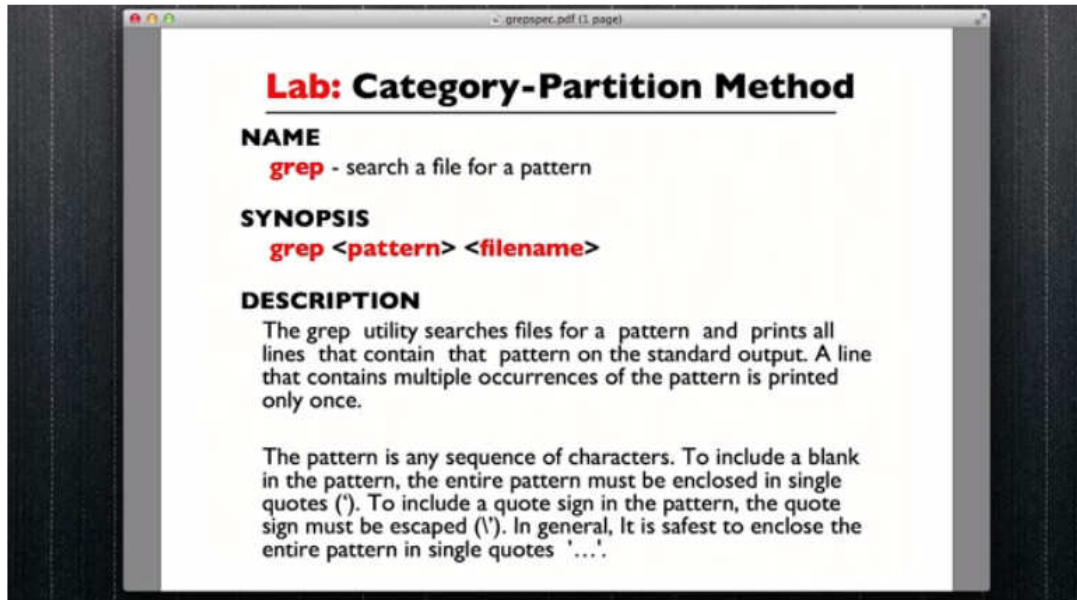 grepspec.pdf (1 page)
Lab: Category-Partition Method
NAME
grep - search a file for a pattern
SYNOPSIS
grep <pattern> <filename>
DESCRIPTION
The grep utility searches files for a pattern and prints all
lines that contain that pattern on the standard output. A line
that contains multiple occurrences of the pattern is printed
only once.
The pattern is any sequence of characters. To include a blank
in the pattern, the entire pattern must be enclosed in single
quotes ('). To include a quote sign in the pattern, the quote
sign must be escaped (\'). In general, It is safest to enclose the
entire pattern in single quotes '...'.